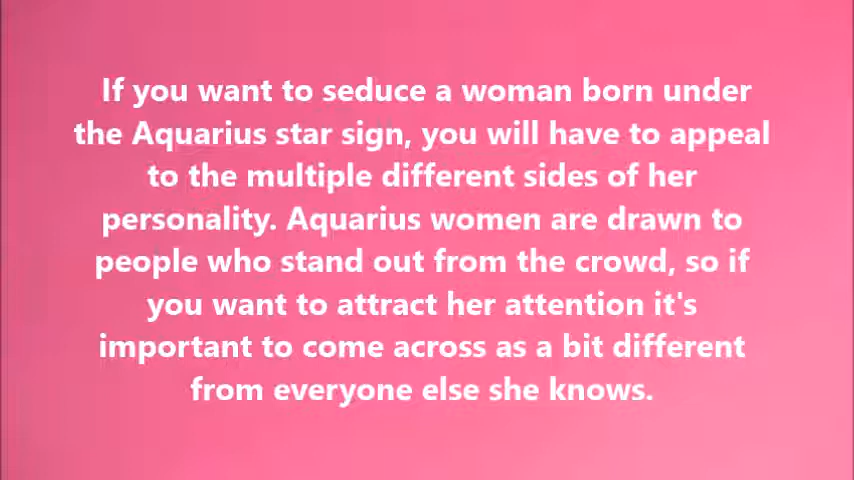 If you want to seduce a woman born under
the Aquarius star sign, you will have to appeal
to the multiple different sides of her
personality. Aquarius women are drawn to
people who stand out from the crowd, so if
you want to attract her attention it's
important to come across as a bit different
from everyone else she knows.